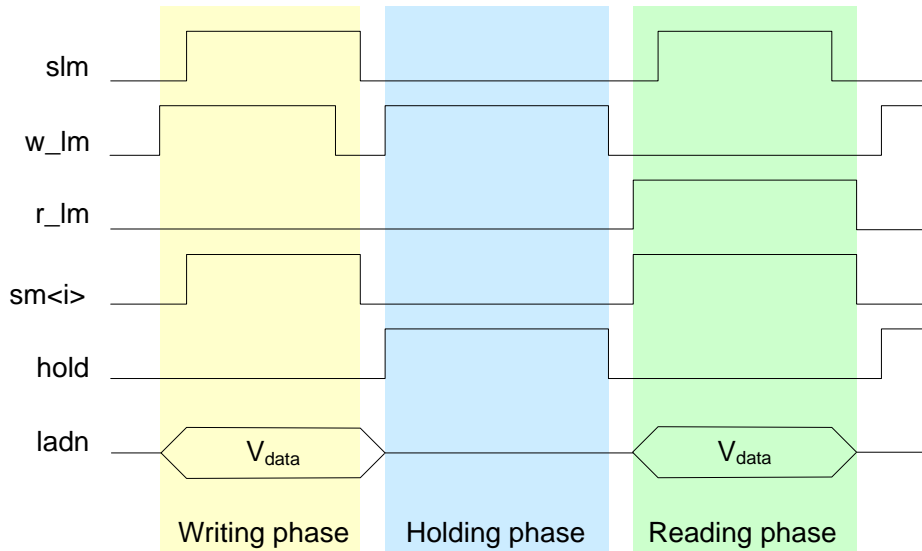 slm
w_lm
r_lm
sm<i>
hold
ladn
Vdata
Vdata
Writing phase
Holding phase
Reading phase